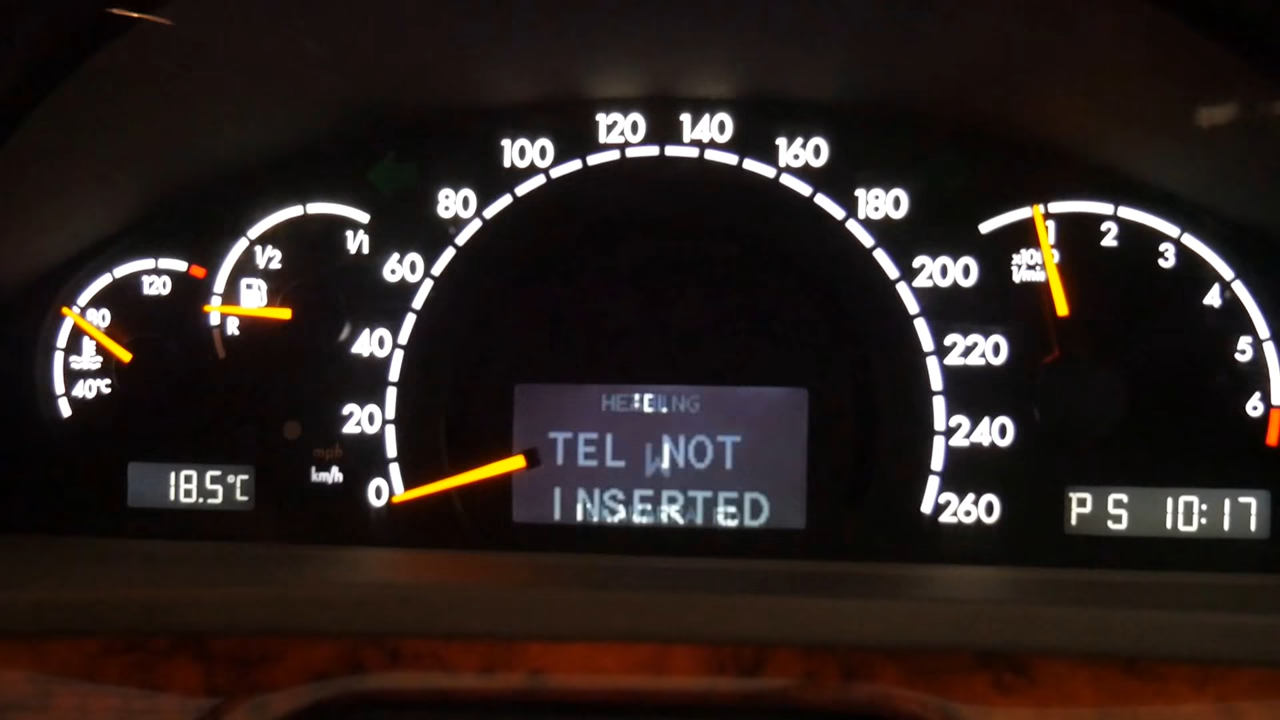 120 140
100 160
80 180
1/1
1/2
60 200
120
1 2 3
x1000
1/min
4
80
R
40 220 5
40°C
6
20 240
TEL NOT
mph
km/h
18.5°C
0 INSERTED 260
P S 10:17